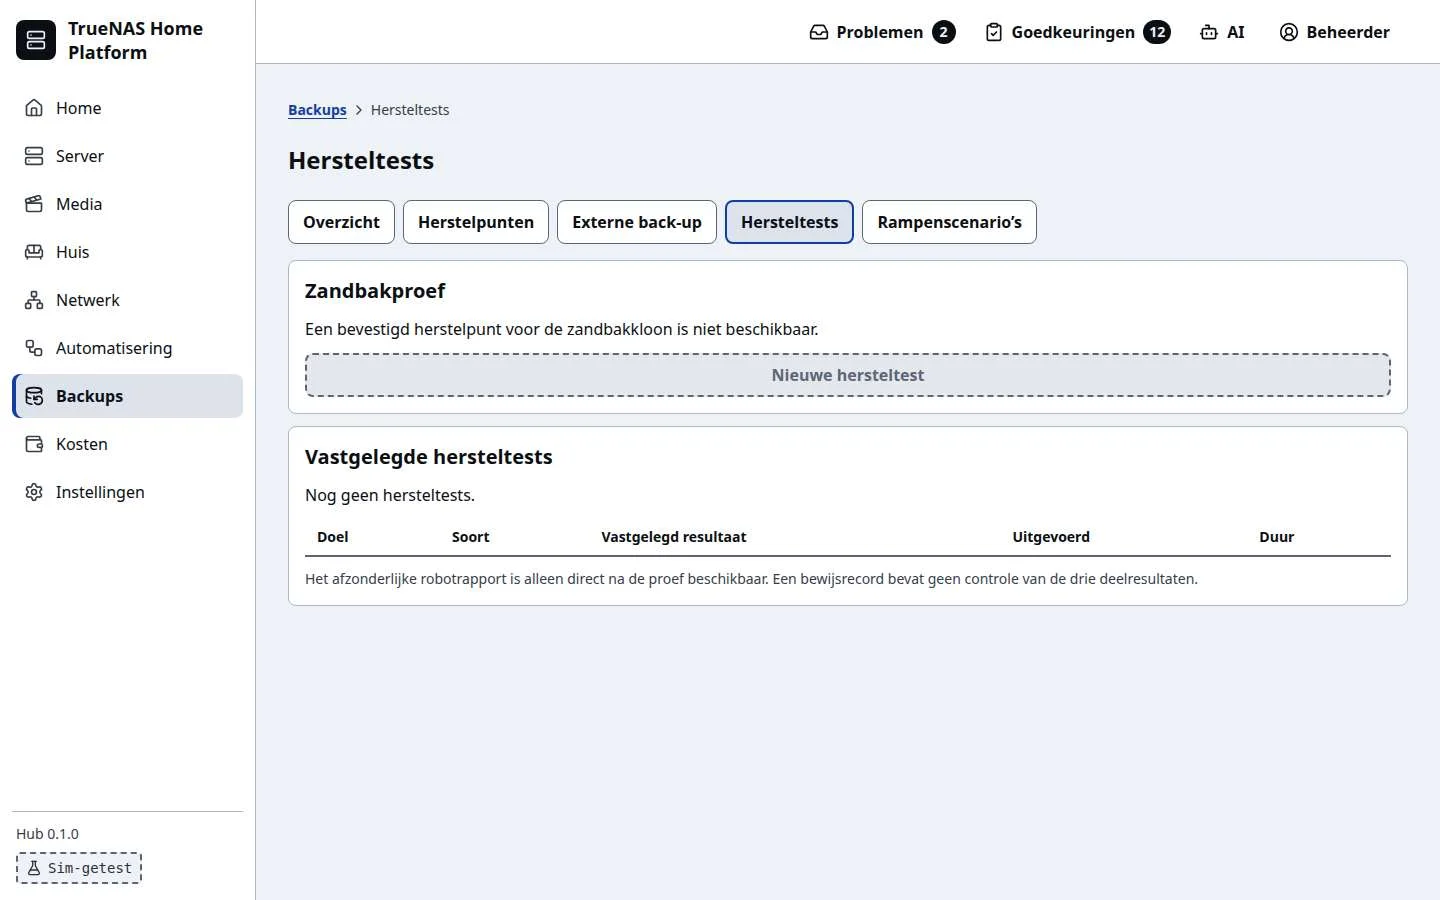 TrueNAS Home
Platform
Problemen 2
Goedkeuringen 12
AI
Beheerder
Home
Server
Media
Huis
Netwerk
Automatisering
Backups
Kosten
Instellingen
Hub 0.1.0
Sim-getest
Backups > Hersteltests
Hersteltests
Overzicht
Herstelpunten
Externe back-up
Hersteltests
Rampenscenario’s
Zandbakproef
Een bevestigd herstelpunt voor de zandbakkloon is niet beschikbaar.
Nieuwe hersteltest
Vastgelegde hersteltests
Nog geen hersteltests.
Doel Soort Vastgelegd resultaat Uitgevoerd Duur
Het afzonderlijke robotrapport is alleen direct na de proef beschikbaar. Een bewijsrecord bevat geen controle van de drie deelresultaten.